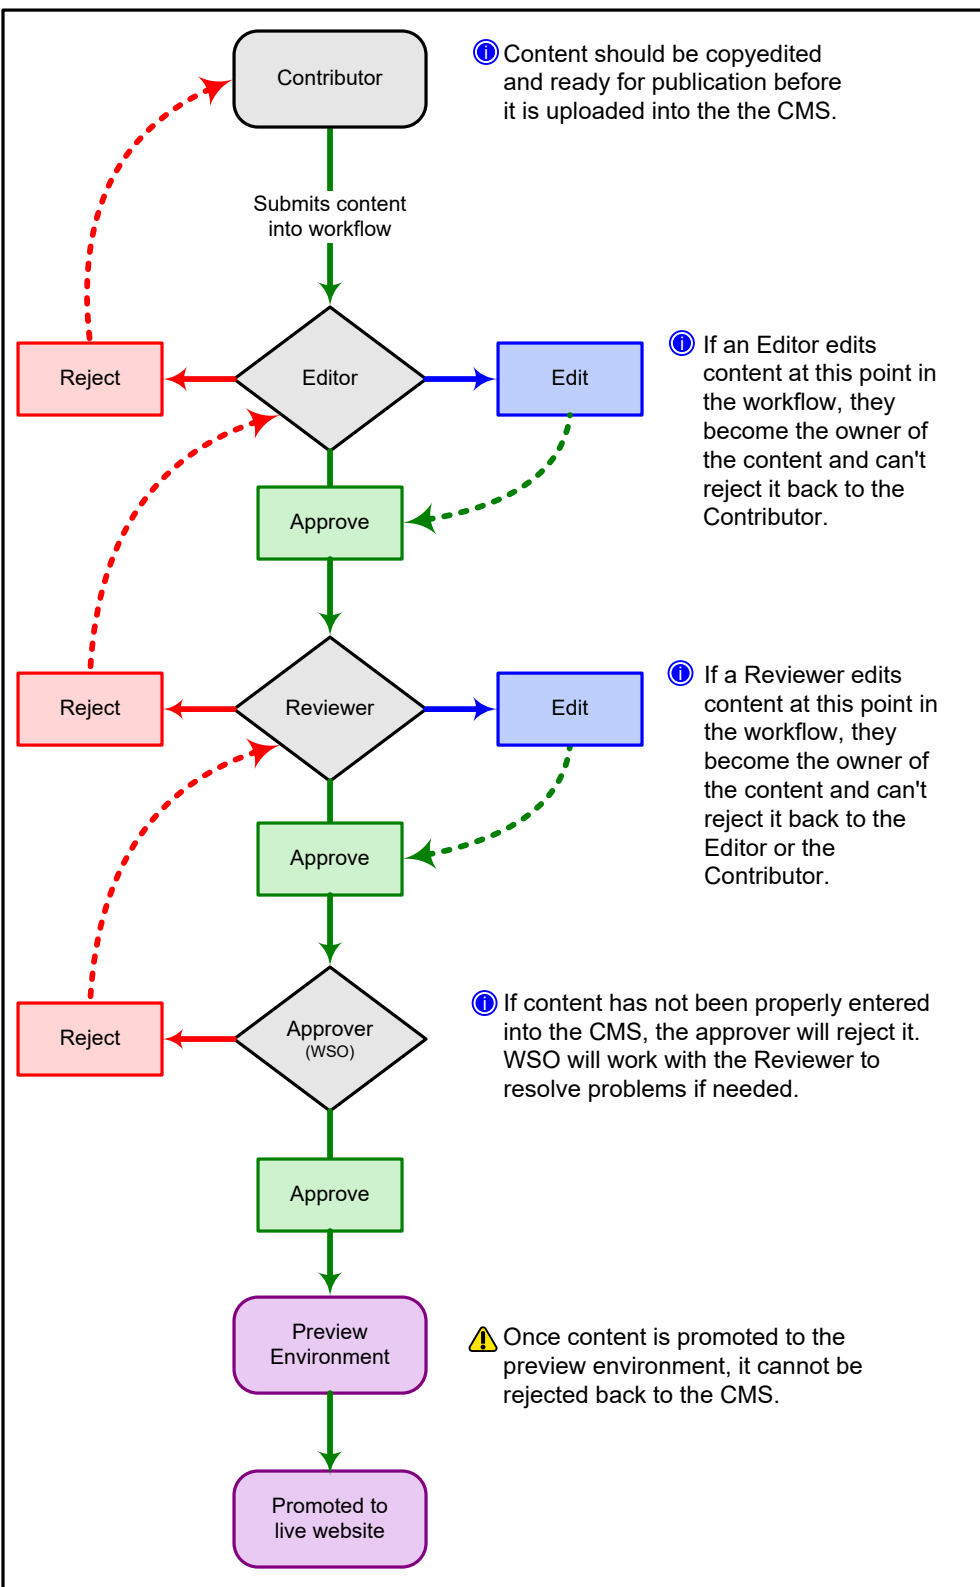 Contributor
Content should be copyedited
and ready for publication before
it is uploaded into the the CMS.
Submits content
into workflow
Reject
Editor
Edit
If an Editor edits
content at this point in
the workflow, they
become the owner of
the content and can't
reject it back to the
Contributor.
Approve
Reject
Reviewer
Edit
If a Reviewer edits
content at this point in
the workflow, they
become the owner of
the content and can't
reject it back to the
Editor or the
Contributor.
Approve
Reject
Approver
(WSO)
If content has not been properly entered
into the CMS, the approver will reject it.
WSO will work with the Reviewer to
resolve problems if needed.
Approve
Preview
Environment
Once content is promoted to the
preview environment, it cannot be
rejected back to the CMS.
Promoted to
live website